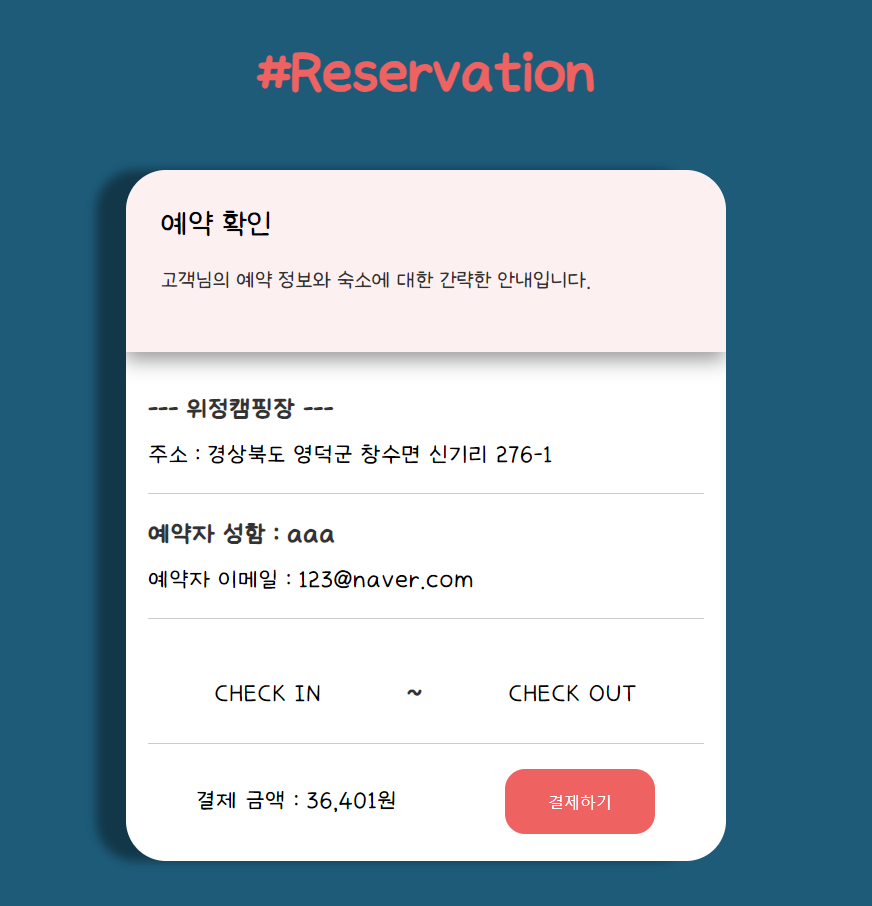 #Reservation
예약 확인
고객님의 예약 정보와 숙소에 대한 간략한 안내입니다.
--- 위정캠핑장 ---
주소 : 경상북도 영덕군 창수면 신기리 276-1
예약자 성함 : aaa
예약자 이메일 : 123@naver.com
CHECK IN ~ CHECK OUT
결제 금액 : 36,401원 결제하기